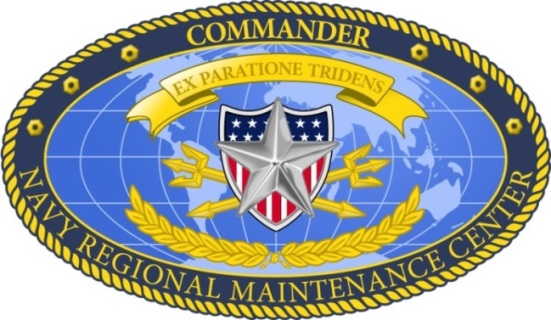 COMMANDER
EX PARATIONE TRIDENS
NAVY REGIONAL MAINTENANCE CENTER